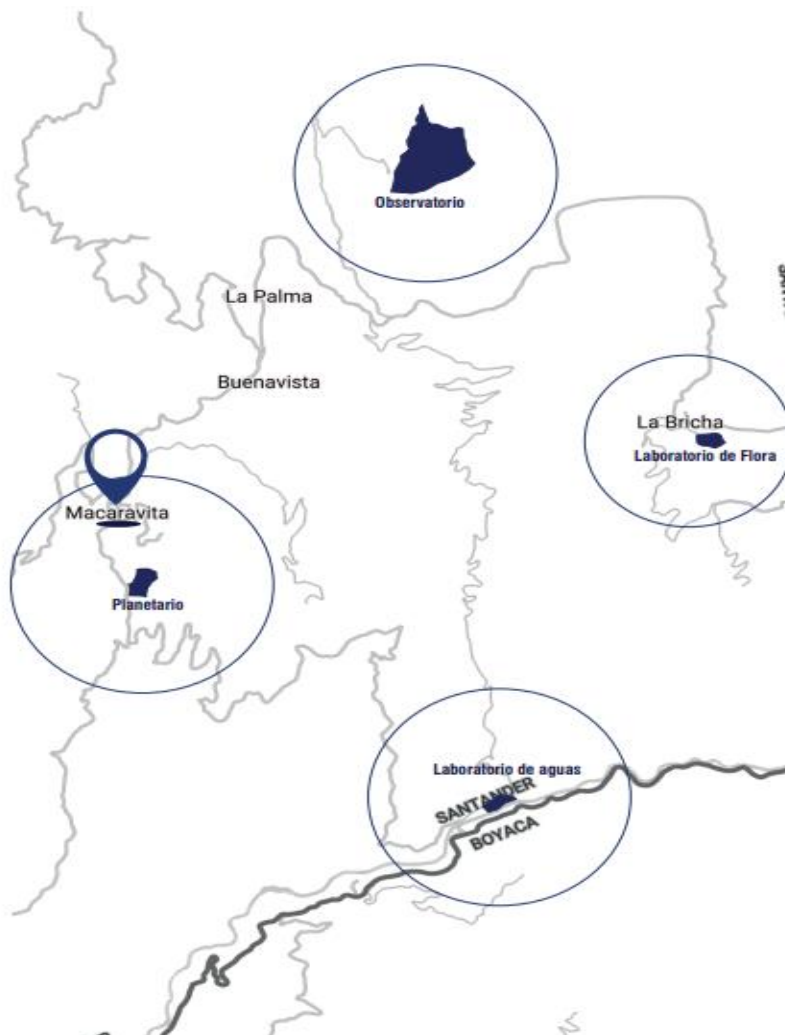 Observatorio
La Palma
Buenavista
La Bricha
Laboratorio de Flora
Macaravita
Planetario
Laboratorio de aguas
SANTANDER
BOYACA